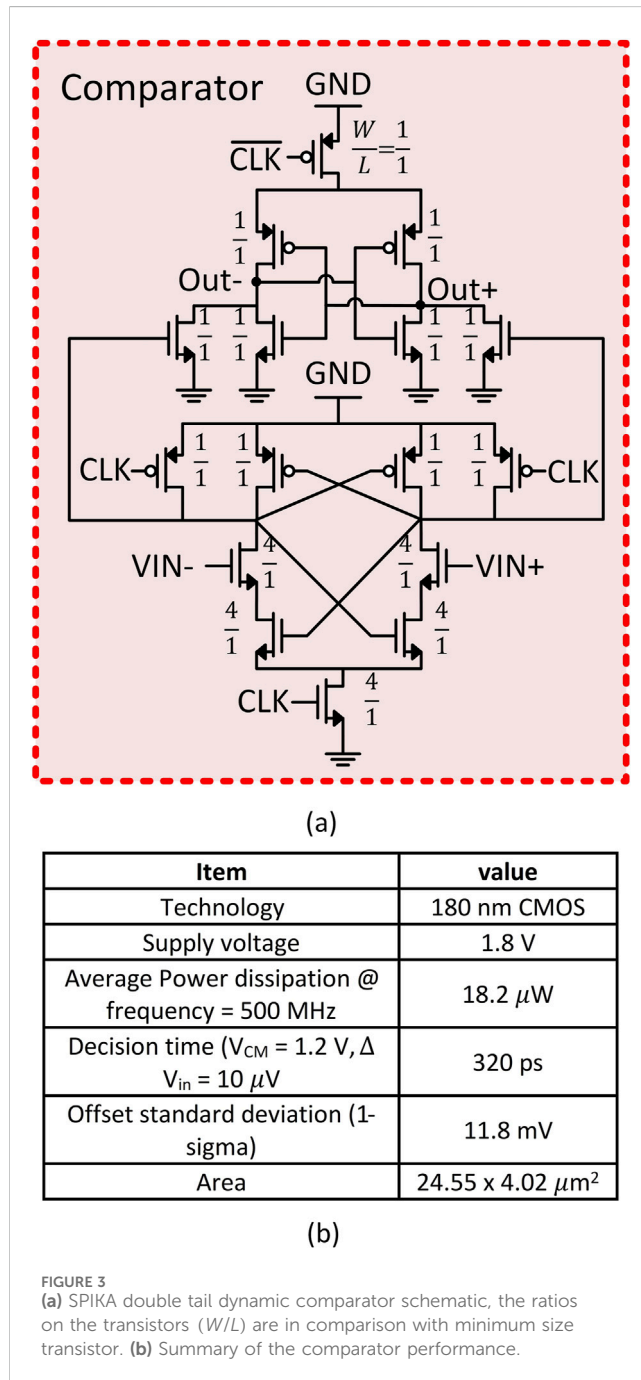 Comparator
GND
CLK
W/L=1/1
1/1
1/1
Out-
Out+
1/1
1/1
1/1
1/1
GND
CLK
1/1
1/1
1/1
1/1
CLK
VIN-
4/1
4/1
VIN+
4/1
4/1
CLK
4/1
(a)
Item value
Technology 180 nm CMOS
Supply voltage 1.8 V
Average Power dissipation @
frequency = 500 MHz
18.2 μW
Decision time (VCM = 1.2 V, Δ
Vin = 10 μV
320 ps
Offset standard deviation (1-
sigma)
11.8 mV
Area 24.55 x 4.02 μm²
(b)
FIGURE 3
(a) SPIKA double tail dynamic comparator schematic, the ratios
on the transistors (W/L) are in comparison with minimum size
transistor. (b) Summary of the comparator performance.